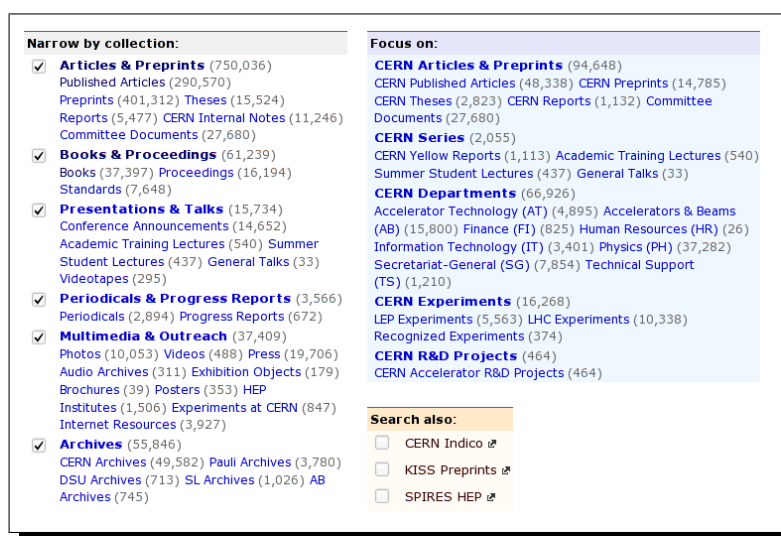 Narrow by collection:
Articles & Preprints (750,036)
Published Articles (290,570)
Preprints (401,312) Theses (15,524)
Reports (5,477) CERN Internal Notes (11,246)
Committee Documents (27,680)
Books & Proceedings (61,239)
Books (37,397) Proceedings (16,194)
Standards (7,648)
Presentations & Talks (15,734)
Conference Announcements (14,652)
Academic Training Lectures (540) Summer
Student Lectures (437) General Talks (33)
Videotapes (295)
Periodicals & Progress Reports (3,566)
Periodicals (2,894) Progress Reports (672)
Multimedia & Outreach (37,409)
Photos (10,053) Videos (488) Press (19,706)
Audio Archives (311) Exhibition Objects (179)
Brochures (39) Posters (353) HEP
Institutes (1,506) Experiments at CERN (847)
Internet Resources (3,927)
Archives (55,846)
CERN Archives (49,582) Pauli Archives (3,780)
DSU Archives (713) SL Archives (1,026) AB
Archives (745)
Focus on:
CERN Articles & Preprints (94,648)
CERN Published Articles (48,338) CERN Preprints (14,785)
CERN Theses (2,823) CERN Reports (1,132) Committee
Documents (27,680)
CERN Series (2,055)
CERN Yellow Reports (1,113) Academic Training Lectures (540)
Summer Student Lectures (437) General Talks (33)
CERN Departments (66,926)
Accelerator Technology (AT) (4,895) Accelerators & Beams
(AB) (15,800) Finance (FI) (825) Human Resources (HR) (26)
Information Technology (IT) (3,401) Physics (PH) (37,282)
Secretariat-General (SG) (7,854) Technical Support
(TS) (1,210)
CERN Experiments (16,268)
LEP Experiments (5,563) LHC Experiments (10,338)
Recognized Experiments (374)
CERN R&D Projects (464)
CERN Accelerator R&D Projects (464)
Search also:
CERN Indico
KISS Preprints
SPIRES HEP